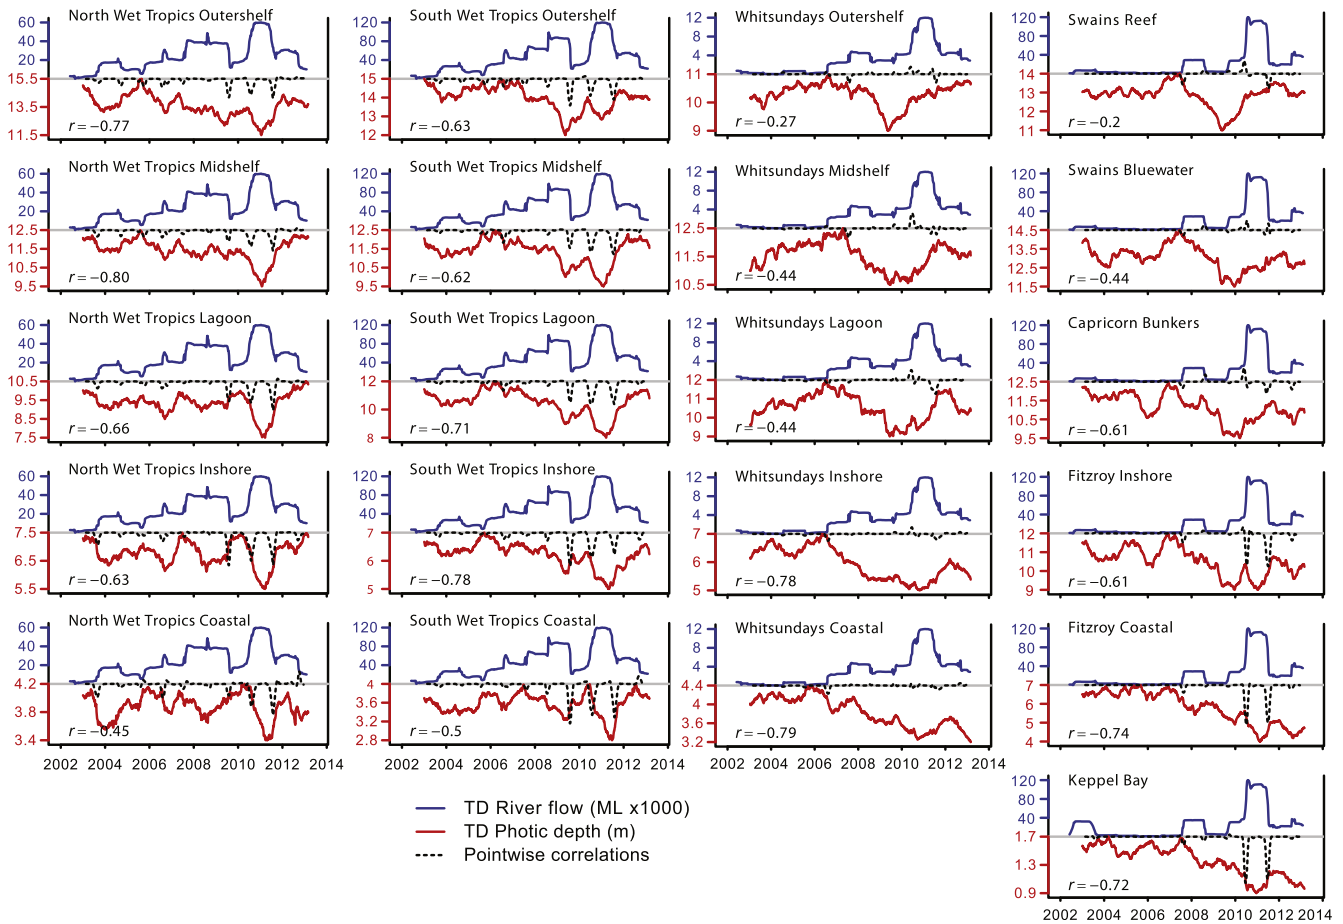 North Wet Tropics Outershelf
60
40
20
15.5
13.5
11.5
r = −0.77
South Wet Tropics Outershelf
120
80
40
15
14
13
12
r = −0.63
Whitsundays Outershelf
12
8
4
11
10
9
r = −0.27
Swains Reef
120
80
40
14
13
12
11
r = −0.2
North Wet Tropics Midshelf
60
40
20
12.5
11.5
10.5
9.5
r = −0.80
South Wet Tropics Midshelf
120
80
40
12.5
11.5
10.5
9.5
r = −0.62
Whitsundays Midshelf
12
8
4
12.5
11.5
10.5
r = −0.44
Swains Bluewater
120
80
40
14.5
13.5
12.5
11.5
r = −0.44
North Wet Tropics Lagoon
60
40
20
10.5
9.5
8.5
7.5
r = −0.66
South Wet Tropics Lagoon
120
80
40
12
10
8
r = −0.71
Whitsundays Lagoon
12
8
4
12
11
10
9
r = −0.44
Capricorn Bunkers
120
80
40
12.5
11.5
10.5
9.5
r = −0.61
North Wet Tropics Inshore
60
40
20
7.5
6.5
5.5
r = −0.63
South Wet Tropics Inshore
120
80
40
7
6
5
r = −0.78
Whitsundays Inshore
12
8
4
7
6
5
r = −0.78
Fitzroy Inshore
120
80
40
12
11
10
9
r = −0.61
North Wet Tropics Coastal
60
40
20
4.2
3.8
3.4
r = −0.45
2002 2004 2006 2008 2010 2012 2014
South Wet Tropics Coastal
120
80
40
4
3.6
3.2
2.8
r = −0.5
2002 2004 2006 2008 2010 2012 2014
Whitsundays Coastal
12
8
4
4.4
4
3.6
3.2
r = −0.79
2002 2004 2006 2008 2010 2012 2014
Fitzroy Coastal
120
80
40
7
6
5
4
r = −0.74
Keppel Bay
120
80
40
1.7
1.3
0.9
r = −0.72
2002 2004 2006 2008 2010 2012 2014
TD River flow (ML x1000)
TD Photic depth (m)
Pointwise correlations